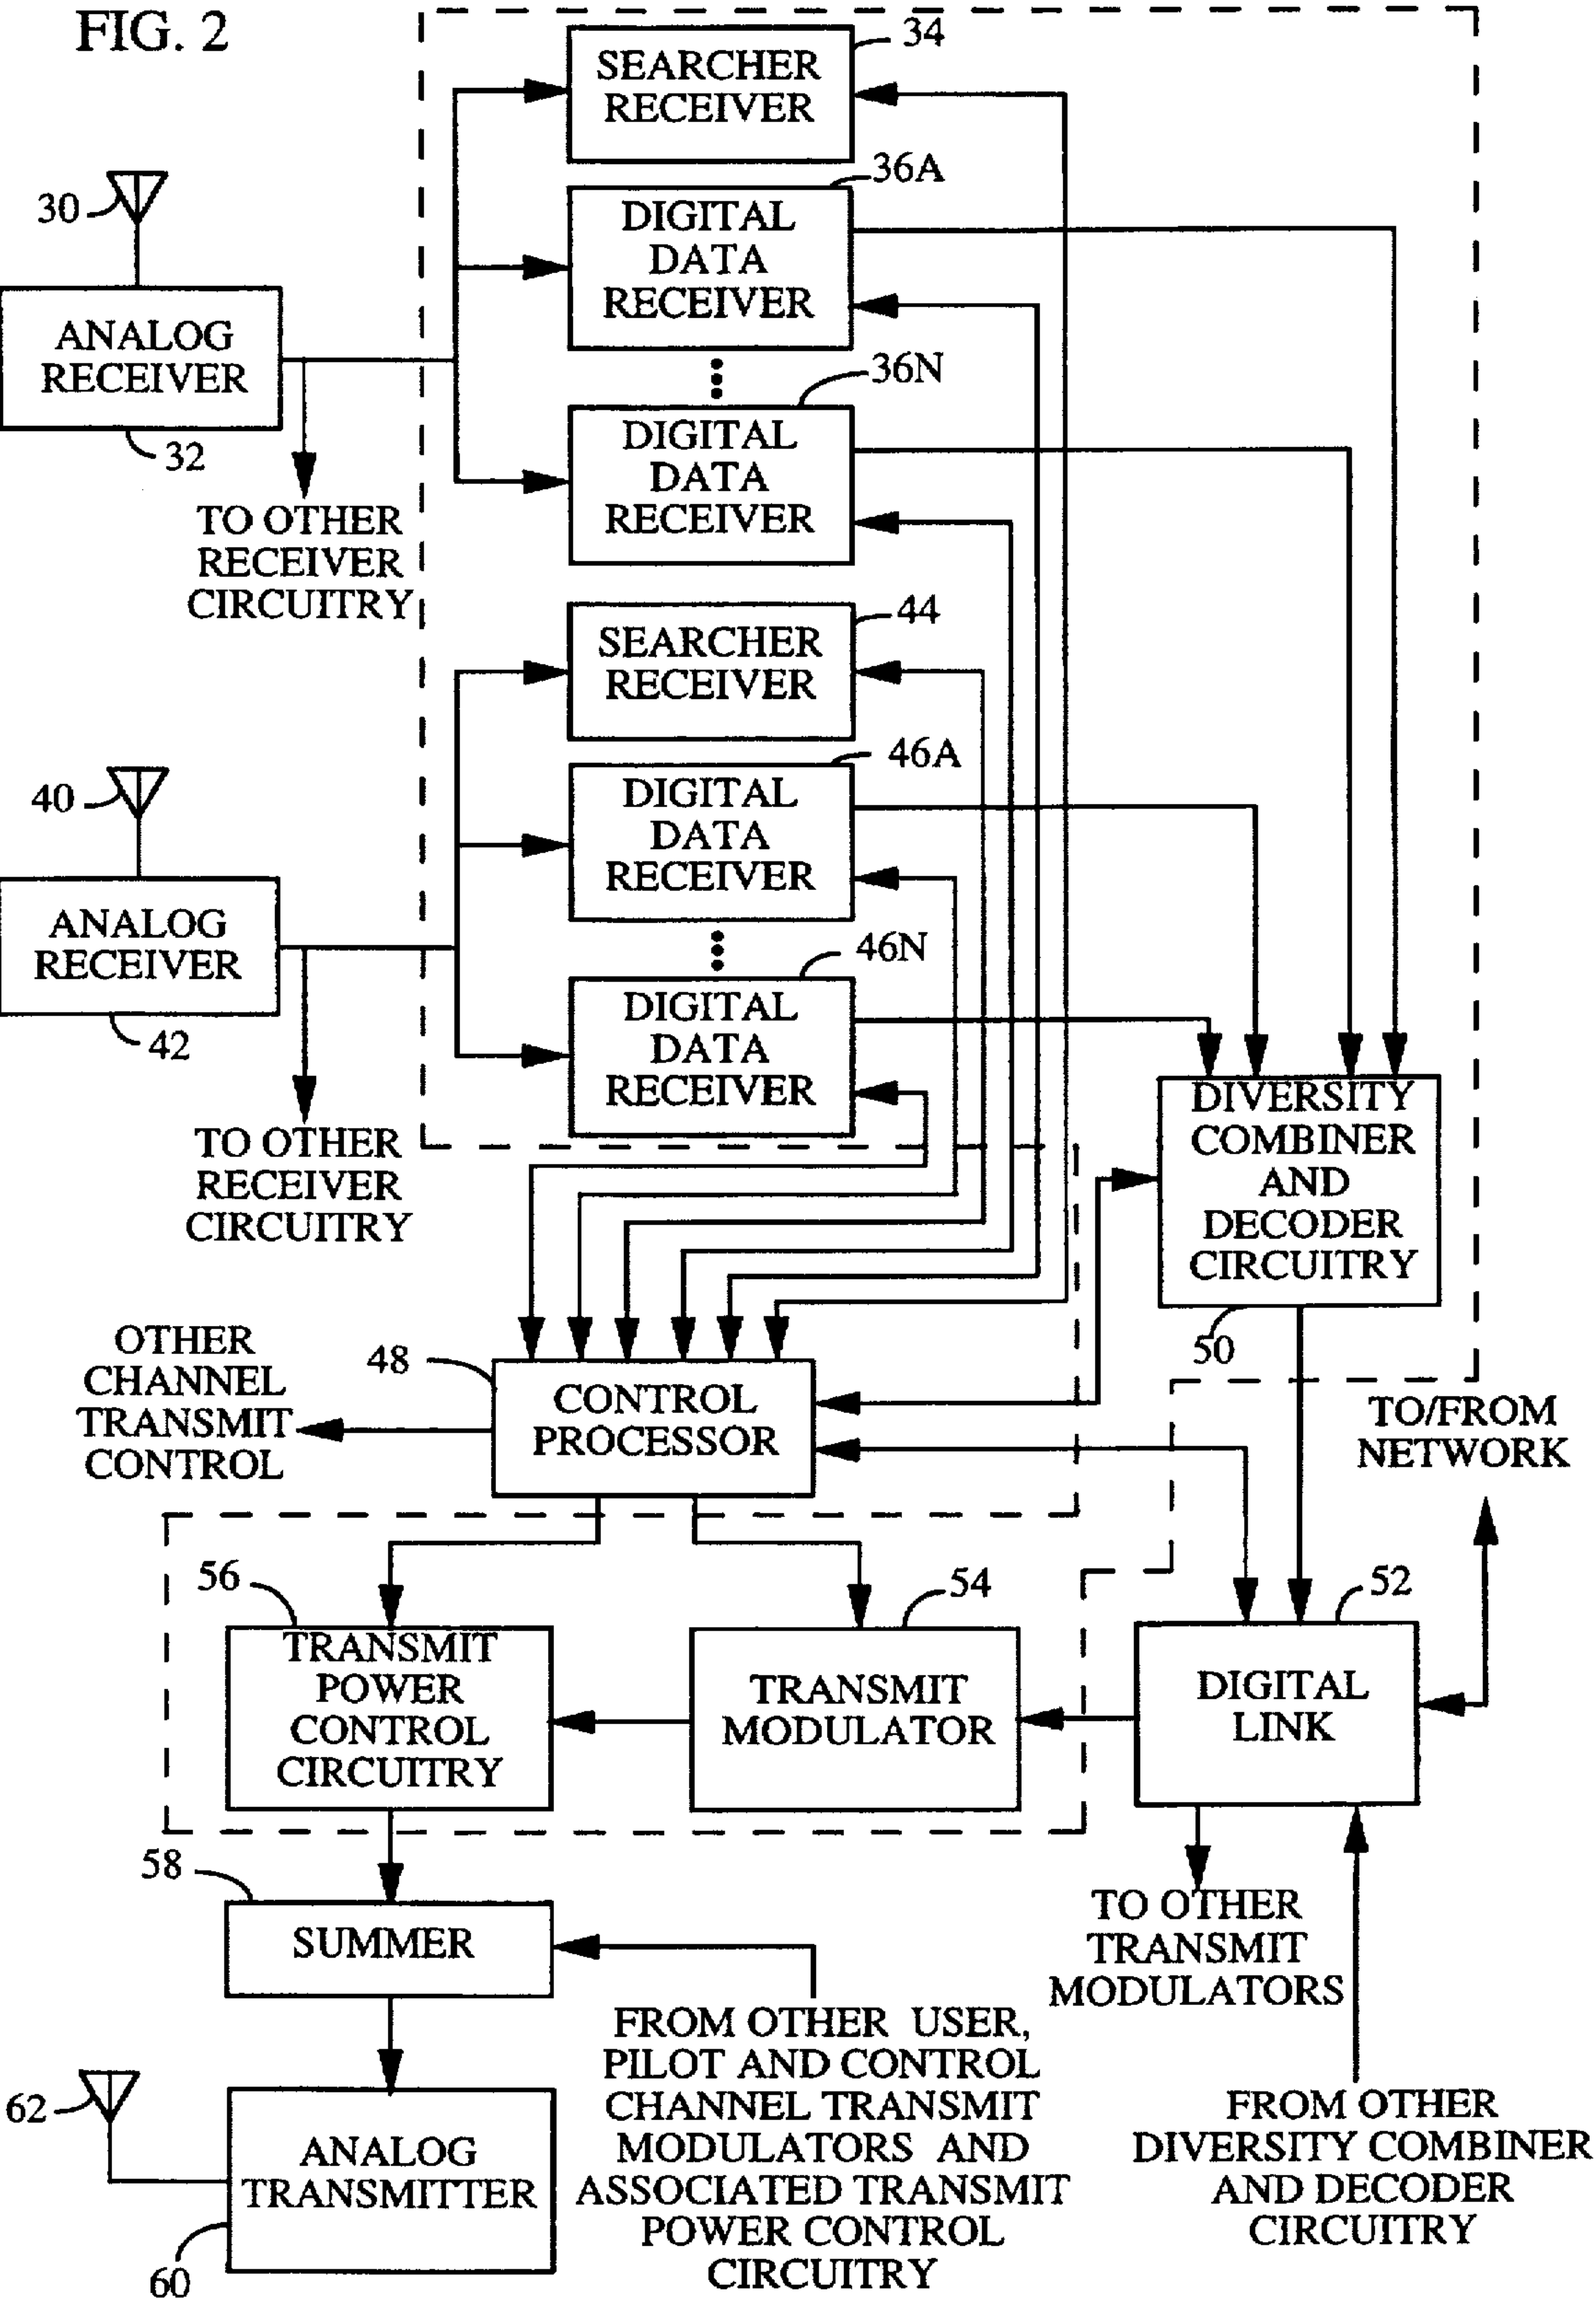 FIG. 2
34
SEARCHER
RECEIVER
36A
30
DIGITAL
DATA
RECEIVER
ANALOG
RECEIVER
32
36N
DIGITAL
DATA
RECEIVER
TO OTHER
RECEIVER
CIRCUITRY
44
SEARCHER
RECEIVER
46A
40
DIGITAL
DATA
RECEIVER
ANALOG
RECEIVER
42
46N
DIGITAL
DATA
RECEIVER
TO OTHER
RECEIVER
CIRCUITRY
DIVERSITY
COMBINER
AND
DECODER
CIRCUITRY
50
OTHER
CHANNEL
TRANSMIT
CONTROL
48
CONTROL
PROCESSOR
TO/FROM
NETWORK
56
TRANSMIT
POWER
CONTROL
CIRCUITRY
54
TRANSMIT
MODULATOR
52
DIGITAL
LINK
58
SUMMER
TO OTHER
TRANSMIT
MODULATORS
FROM OTHER USER,
PILOT AND CONTROL
CHANNEL TRANSMIT
MODULATORS AND
ASSOCIATED TRANSMIT
POWER CONTROL
CIRCUITRY
FROM OTHER
DIVERSITY COMBINER
AND DECODER
CIRCUITRY
62
ANALOG
TRANSMITTER
60